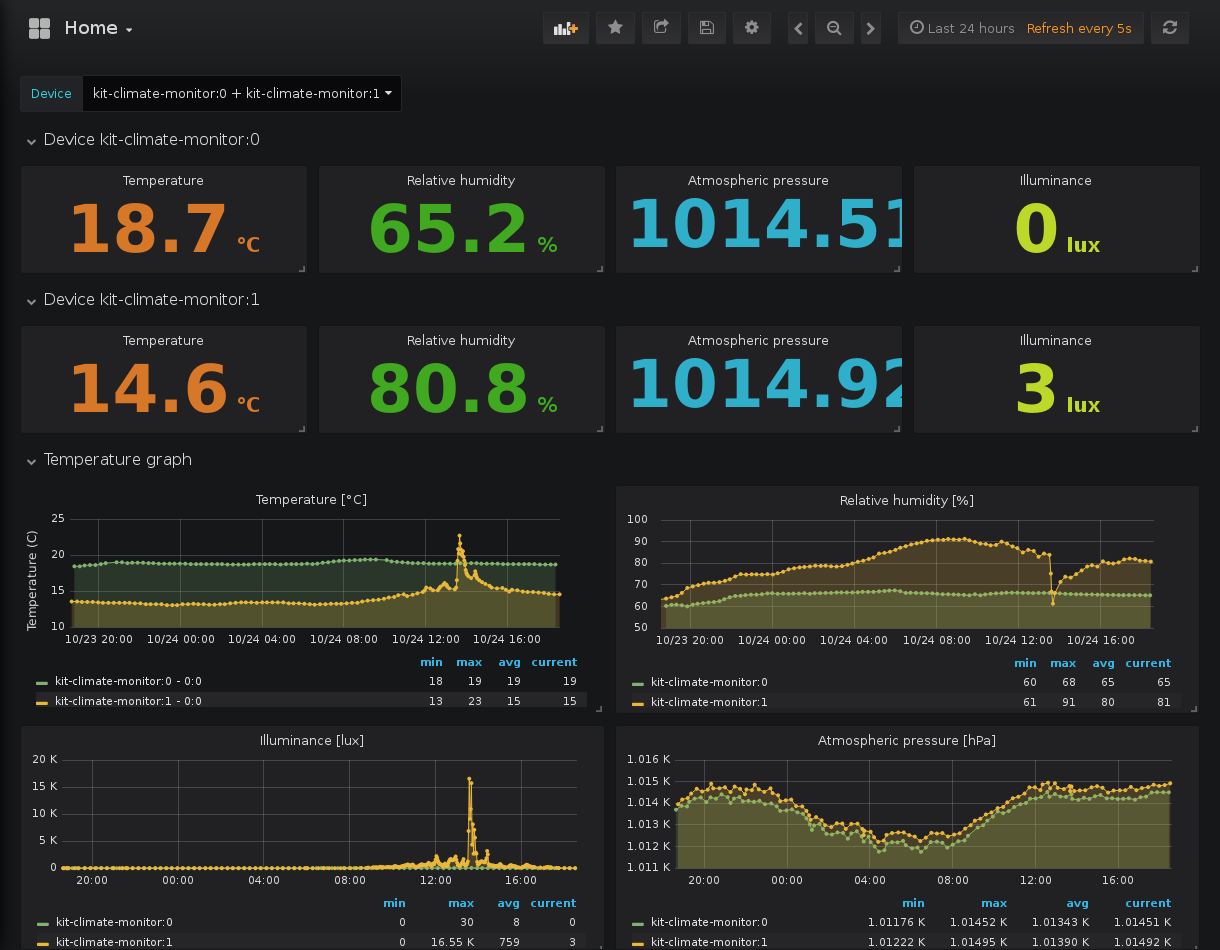 Home
Last 24 hours Refresh every 5s
Device kit-climate-monitor:0 + kit-climate-monitor:1
Device kit-climate-monitor:0
Temperature Relative humidity Atmospheric pressure Illuminance
18.7 °C 65.2 % 1014.51 0 lux
Device kit-climate-monitor:1
Temperature Relative humidity Atmospheric pressure Illuminance
14.6 °C 80.8 % 1014.92 3 lux
Temperature graph
Temperature [°C]
Temperature (C)
25
20
15
10
10/23 20:00 10/24 00:00 10/24 04:00 10/24 08:00 10/24 12:00 10/24 16:00
min max avg current
kit-climate-monitor:0 - 0:0 18 19 19 19
kit-climate-monitor:1 - 0:0 13 23 15 15
Relative humidity [%]
100
90
80
70
60
50
10/23 20:00 10/24 00:00 10/24 04:00 10/24 08:00 10/24 12:00 10/24 16:00
min max avg current
kit-climate-monitor:0 60 68 65 65
kit-climate-monitor:1 61 91 80 81
Illuminance [lux]
20 K
15 K
10 K
5 K
0
20:00 00:00 04:00 08:00 12:00 16:00
min max avg current
kit-climate-monitor:0 0 30 8 0
kit-climate-monitor:1 0 16.55 K 759 3
Atmospheric pressure [hPa]
1.016 K
1.015 K
1.014 K
1.013 K
1.012 K
1.011 K
20:00 00:00 04:00 08:00 12:00 16:00
min max avg current
kit-climate-monitor:0 1.01176 K 1.01452 K 1.01343 K 1.01451 K
kit-climate-monitor:1 1.01222 K 1.01495 K 1.01390 K 1.01492 K